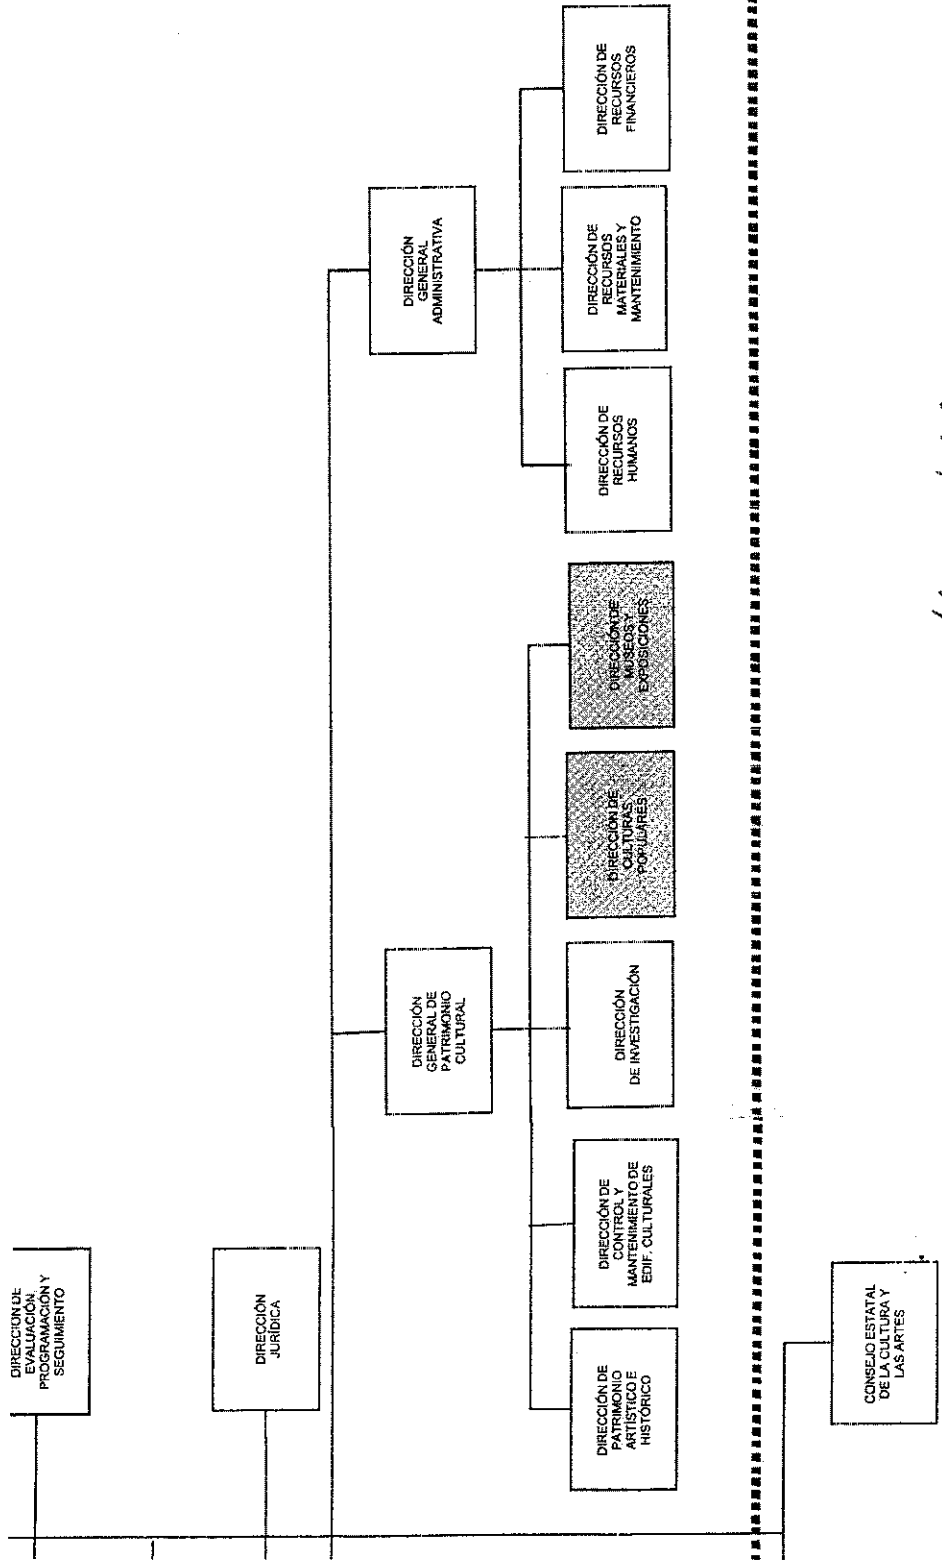 DIRECCIÓN DE
EVALUACIÓN,
PROGRAMACIÓN Y
SEGUIMIENTO
DIRECCIÓN
JURÍDICA
DIRECCIÓN
GENERAL DE
PATRIMONIO
CULTURAL
DIRECCIÓN
GENERAL
ADMINISTRATIVA
DIRECCIÓN DE
PATRIMONIO
ARTÍSTICO E
HISTÓRICO
DIRECCIÓN DE
CONTROL Y
MANTENIMIENTO DE
EDIF. CULTURALES
DIRECCIÓN
DE INVESTIGACIÓN
DIRECCIÓN DE
CULTURAS
POPULARES
DIRECCIÓN DE
MUSEOS Y
EXPOSICIONES
DIRECCIÓN DE
RECURSOS
HUMANOS
DIRECCIÓN DE
RECURSOS
MATERIALES Y
MANTENIMIENTO
DIRECCIÓN DE
RECURSOS
FINANCIEROS
CONSEJO ESTATAL
DE LA CULTURA Y
LAS ARTES